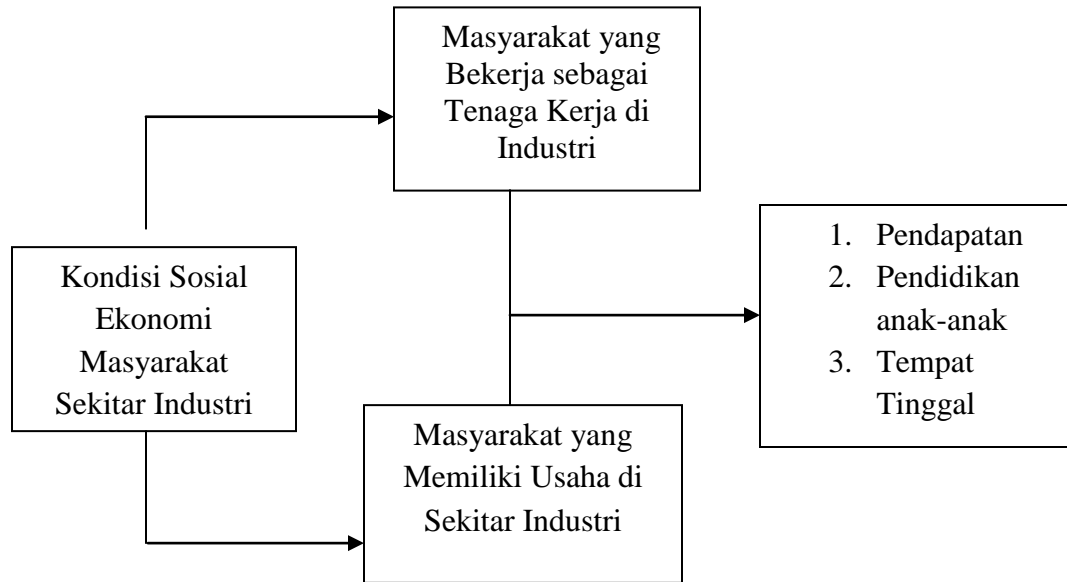 Masyarakat yang
Bekerja sebagai
Tenaga Kerja di
Industri
Kondisi Sosial
Ekonomi
Masyarakat
Sekitar Industri
Masyarakat yang
Memiliki Usaha di
Sekitar Industri
1. Pendapatan
2. Pendidikan
anak-anak
3. Tempat
Tinggal